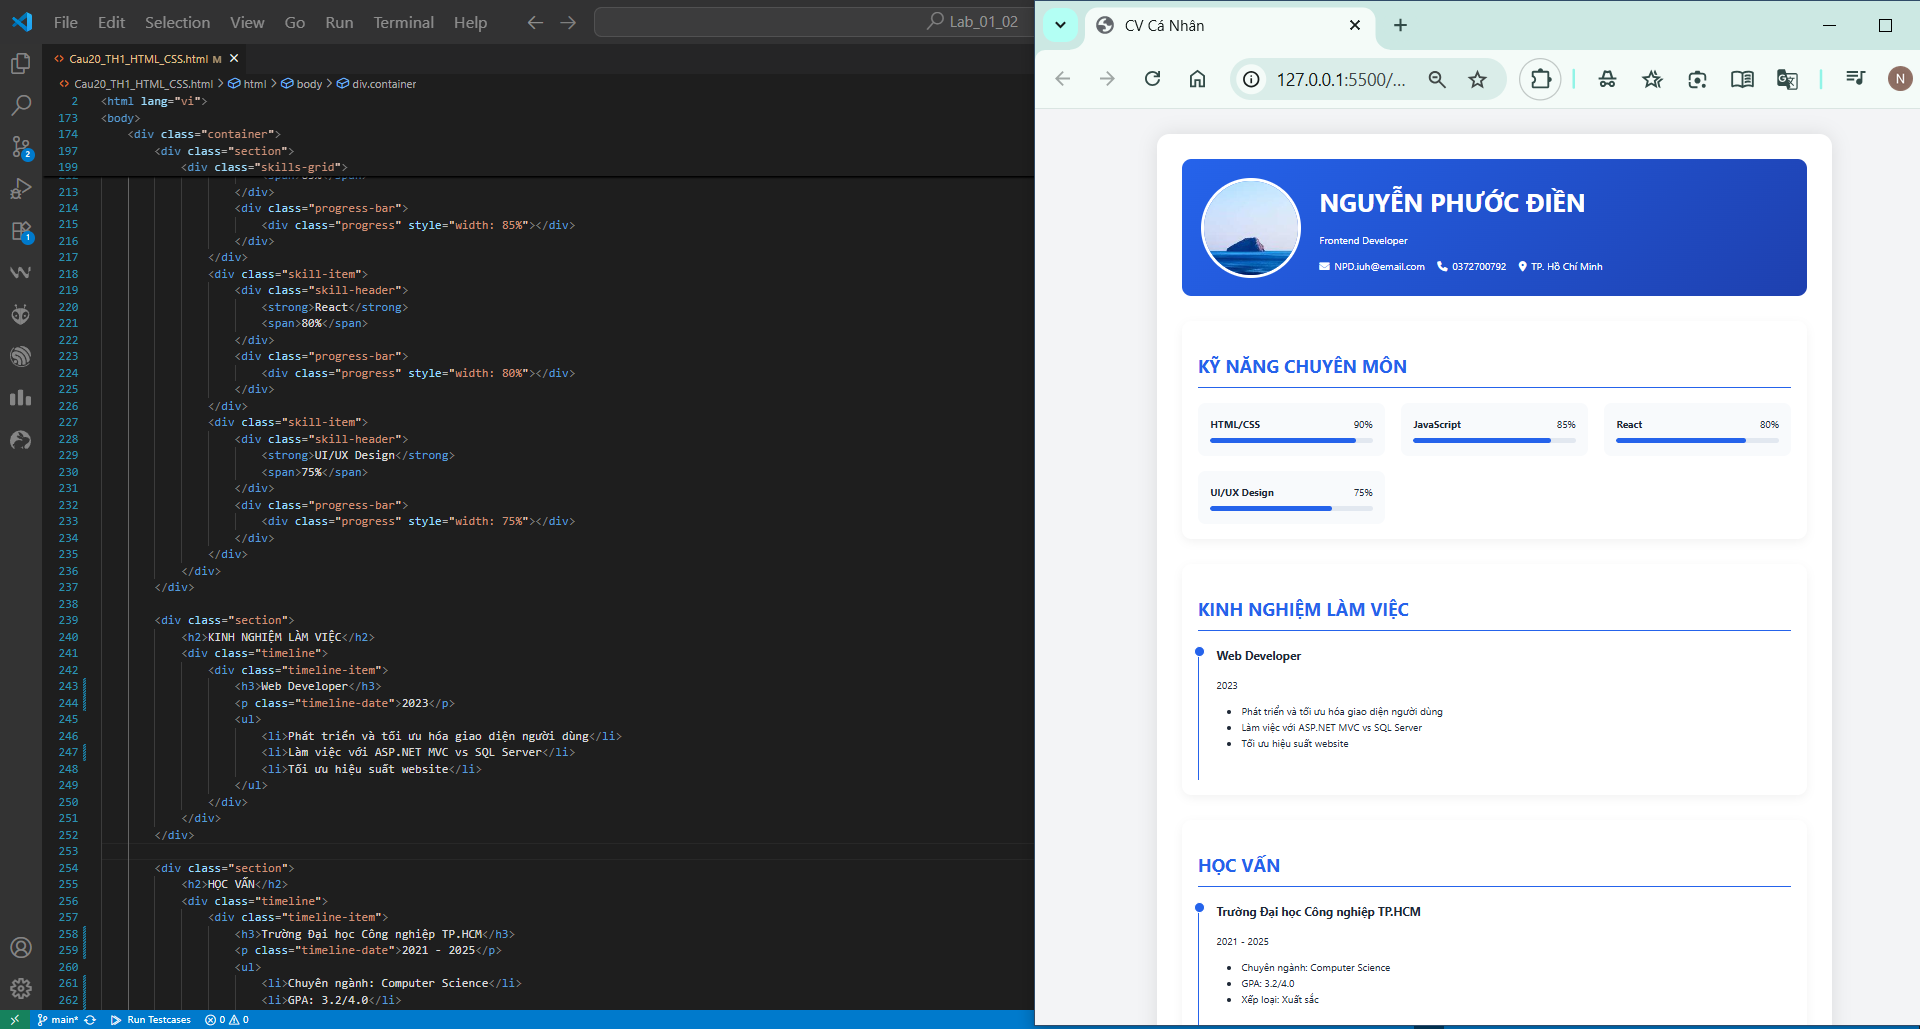 File Edit Selection View Go Run Terminal Help
Lab_01_02
Cau20_TH1_HTML_CSS.html M
Cau20_TH1_HTML_CSS.html > html > body > div.container
2 <html lang="vi">
173 <body>
174 <div class="container">
197 <div class="section">
199 <div class="skills-grid">
213 </div>
214 <div class="progress-bar">
215 <div class="progress" style="width: 85%"></div>
216 </div>
217 </div>
218 <div class="skill-item">
219 <div class="skill-header">
220 <strong>React</strong>
221 <span>80%</span>
222 </div>
223 <div class="progress-bar">
224 <div class="progress" style="width: 80%"></div>
225 </div>
226 </div>
227 <div class="skill-item">
228 <div class="skill-header">
229 <strong>UI/UX Design</strong>
230 <span>75%</span>
231 </div>
232 <div class="progress-bar">
233 <div class="progress" style="width: 75%"></div>
234 </div>
235 </div>
236 </div>
237 </div>
238
239 <div class="section">
240 <h2>KINH NGHIỆM LÀM VIỆC</h2>
241 <div class="timeline">
242 <div class="timeline-item">
243 <h3>Web Developer</h3>
244 <p class="timeline-date">2023</p>
245 <ul>
246 <li>Phát triển và tối ưu hóa giao diện người dùng</li>
247 <li>Làm việc với ASP.NET MVC vs SQL Server</li>
248 <li>Tối ưu hiệu suất website</li>
249 </ul>
250 </div>
251 </div>
252 </div>
253
254 <div class="section">
255 <h2>HỌC VẤN</h2>
256 <div class="timeline">
257 <div class="timeline-item">
258 <h3>Trường Đại học Công nghiệp TP.HCM</h3>
259 <p class="timeline-date">2021 - 2025</p>
260 <ul>
261 <li>Chuyên ngành: Computer Science</li>
262 <li>GPA: 3.2/4.0</li>
2
1
main* Run Testcases 0 0
CV Cá Nhân
127.0.0.1:5500/...
N
NGUYỄN PHƯỚC ĐIỀN
Frontend Developer
NPD.iuh@email.com 0372700792 TP. Hồ Chí Minh
KỸ NĂNG CHUYÊN MÔN
HTML/CSS 90% JavaScript 85% React 80%
UI/UX Design 75%
KINH NGHIỆM LÀM VIỆC
Web Developer
2023
Phát triển và tối ưu hóa giao diện người dùng
Làm việc với ASP.NET MVC vs SQL Server
Tối ưu hiệu suất website
HỌC VẤN
Trường Đại học Công nghiệp TP.HCM
2021 - 2025
Chuyên ngành: Computer Science
GPA: 3.2/4.0
Xếp loại: Xuất sắc